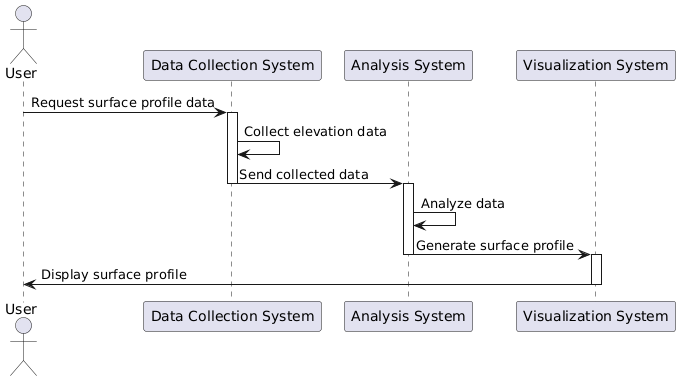 User
Data Collection System
Analysis System
Visualization System
Request surface profile data
Collect elevation data
Send collected data
Analyze data
Generate surface profile
Display surface profile
User
Data Collection System
Analysis System
Visualization System